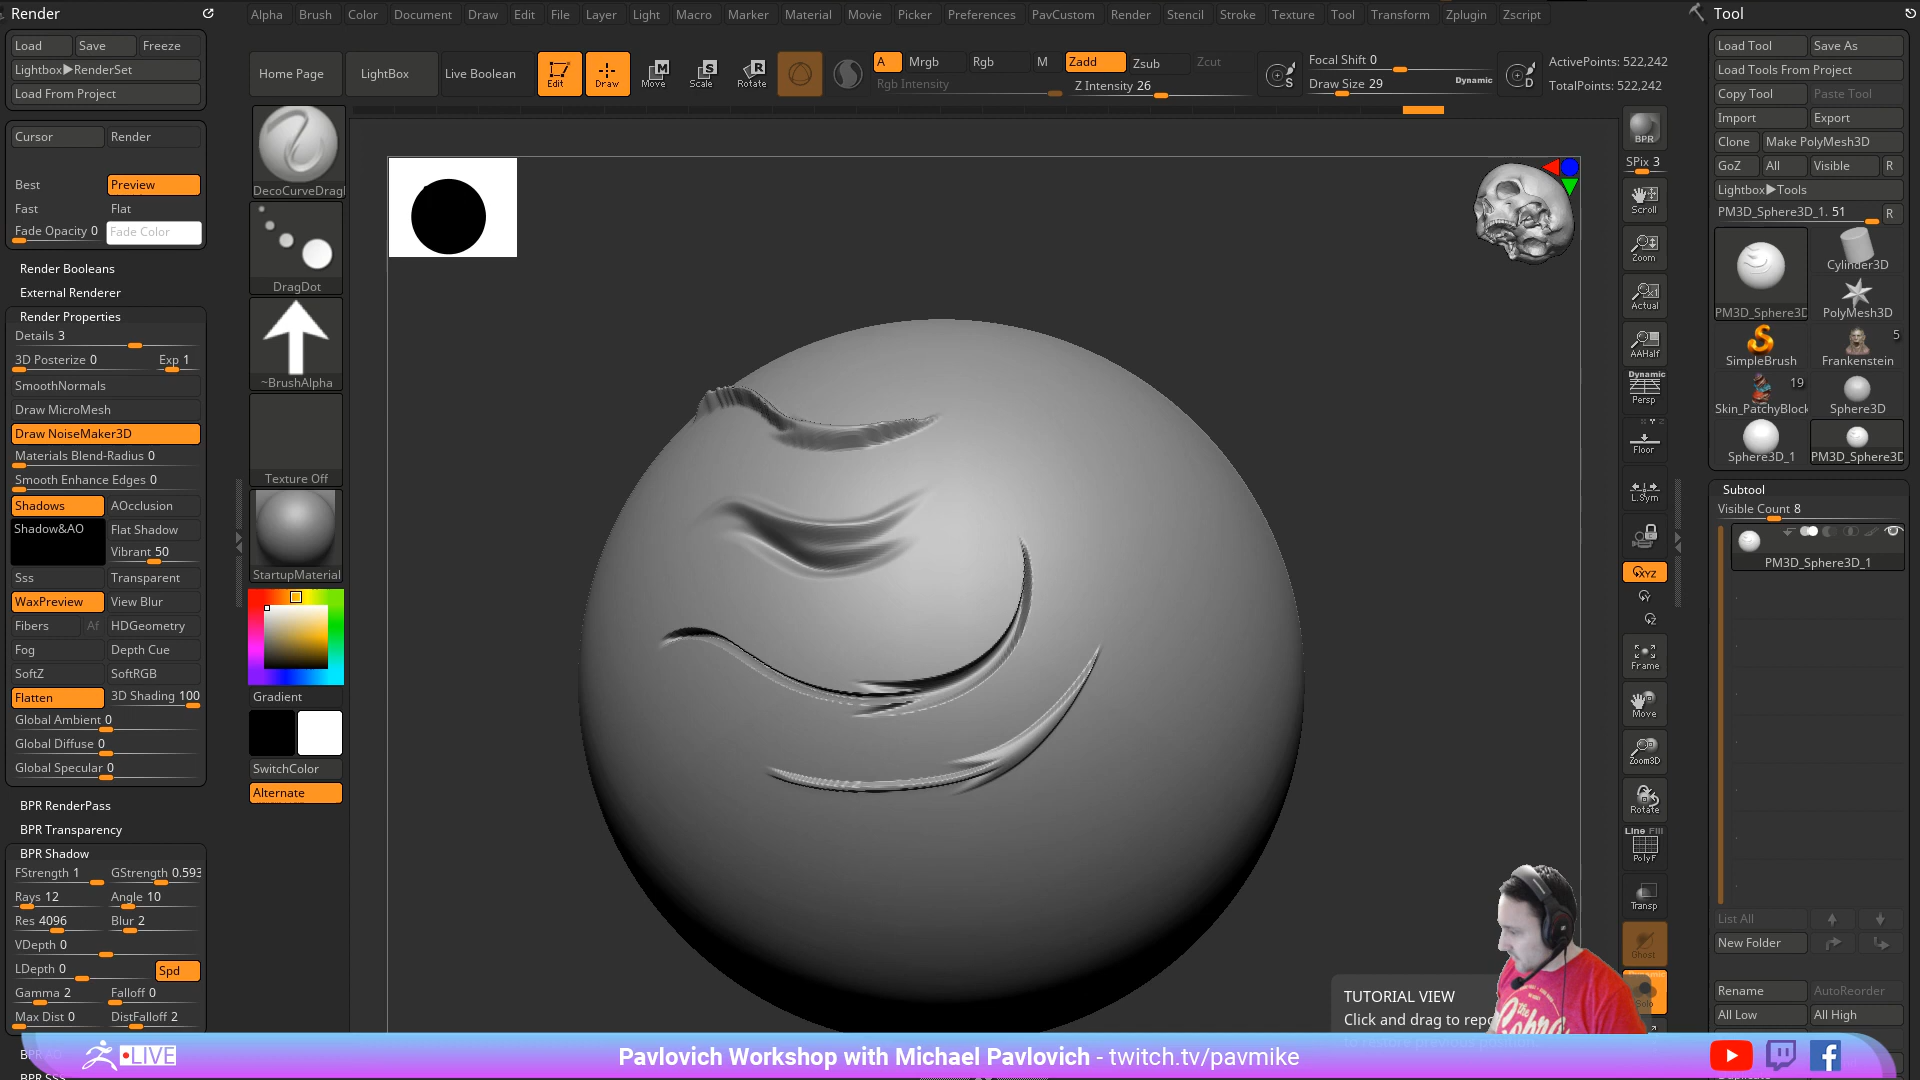 Render
Load Save Freeze
Lightbox▶RenderSet
Load From Project
Cursor Render
Best Preview
Fast Flat
Fade Opacity 0 Fade Color
Render Booleans
External Renderer
Render Properties
Details 3
3D Posterize 0 Exp 1
SmoothNormals
Draw MicroMesh
Draw NoiseMaker3D
Materials Blend-Radius 0
Smooth Enhance Edges 0
Shadows AOcclusion
Shadow&AO Flat Shadow
Vibrant 50
Sss Transparent
WaxPreview View Blur
Fibers Af HDGeometry
Fog Depth Cue
SoftZ SoftRGB
Flatten 3D Shading 100
Global Ambient 0
Global Diffuse 0
Global Specular 0
BPR RenderPass
BPR Transparency
BPR Shadow
FStrength 1 GStrength 0.593
Rays 12 Angle 10
Res 4096 Blur 2
VDepth 0
LDepth 0 Spd
Gamma 2 Falloff 0
Max Dist 0 DistFalloff 2
Alpha Brush Color Document Draw Edit File Layer Light Macro Marker Material Movie Picker Preferences PavCustom Render Stencil Stroke Texture Tool Transform Zplugin Zscript
Home Page LightBox Live Boolean Edit Draw Move Scale Rotate
A Mrgb Rgb M Zadd Zsub Zcut
Rgb Intensity Z Intensity 26
S Focal Shift 0
Draw Size 29 Dynamic
D ActivePoints: 522,242
TotalPoints: 522,242
DecoCurveDragl
DragDot
~BrushAlpha
Texture Off
StartupMaterial
Gradient
SwitchColor
Alternate
BPR
SPix 3
Scroll
Zoom
Actual
AAHalf
Dynamic
Persp
Floor
L.Sym
XYZ
Y
Z
Frame
Move
Zoom3D
Rotate
Line Fill
PolyF
Transp
Ghost
Solo
Tool
Load Tool Save As
Load Tools From Project
Copy Tool Paste Tool
Import Export
Clone Make PolyMesh3D
GoZ All Visible R
Lightbox▶Tools
PM3D_Sphere3D_1. 51 R
PM3D_Sphere3D Cylinder3D
PolyMesh3D
SimpleBrush Frankenstein 5
Skin_PatchyBlock 19 Sphere3D
Sphere3D_1 PM3D_Sphere3D
Subtool
Visible Count 8
PM3D_Sphere3D_1
List All
New Folder
Rename AutoReorder
All Low All High
TUTORIAL VIEW
Click and drag to repo
LIVE
Pavlovich Workshop with Michael Pavlovich - twitch.tv/pavmike